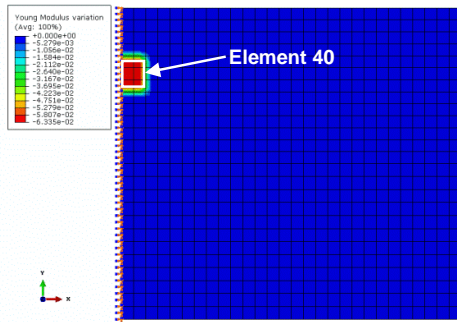 Young Modulus variation
(Avg: 100%)
+0.000e+00
-5.279e-03
-1.056e-02
-1.584e-02
-2.112e-02
-2.640e-02
-3.167e-02
-3.695e-02
-4.223e-02
-4.751e-02
-5.279e-02
-5.807e-02
-6.335e-02
Element 40
Y
X